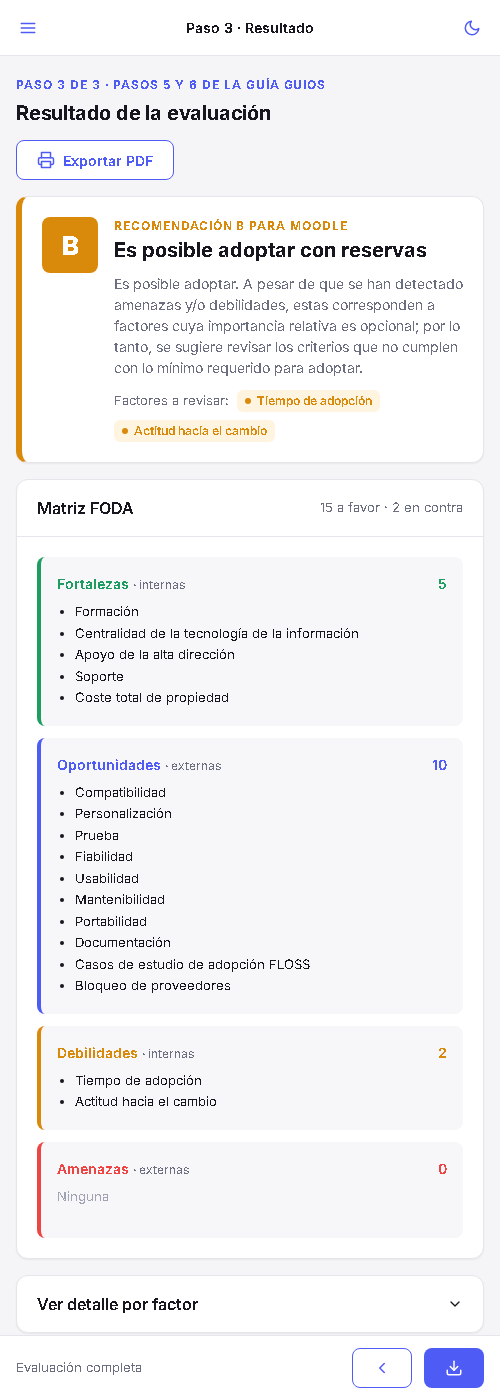 Paso 3 · Resultado
PASO 3 DE 3 · PASOS 5 Y 6 DE LA GUÍA GUIOS
Resultado de la evaluación
Exportar PDF
B
RECOMENDACIÓN B PARA MOODLE
Es posible adoptar con reservas
Es posible adoptar. A pesar de que se han detectado
amenazas y/o debilidades, estas corresponden a
factores cuya importancia relativa es opcional; por lo
tanto, se sugiere revisar los criterios que no cumplen
con lo mínimo requerido para adoptar.
Factores a revisar: Tiempo de adopción
Actitud hacia el cambio
Matriz FODA 15 a favor · 2 en contra
Fortalezas · internas 5
• Formación
• Centralidad de la tecnología de la información
• Apoyo de la alta dirección
• Soporte
• Coste total de propiedad
Oportunidades · externas 10
• Compatibilidad
• Personalización
• Prueba
• Fiabilidad
• Usabilidad
• Mantenibilidad
• Portabilidad
• Documentación
• Casos de estudio de adopción FLOSS
• Bloqueo de proveedores
Debilidades · internas 2
• Tiempo de adopción
• Actitud hacia el cambio
Amenazas · externas 0
Ninguna
Ver detalle por factor
Evaluación completa